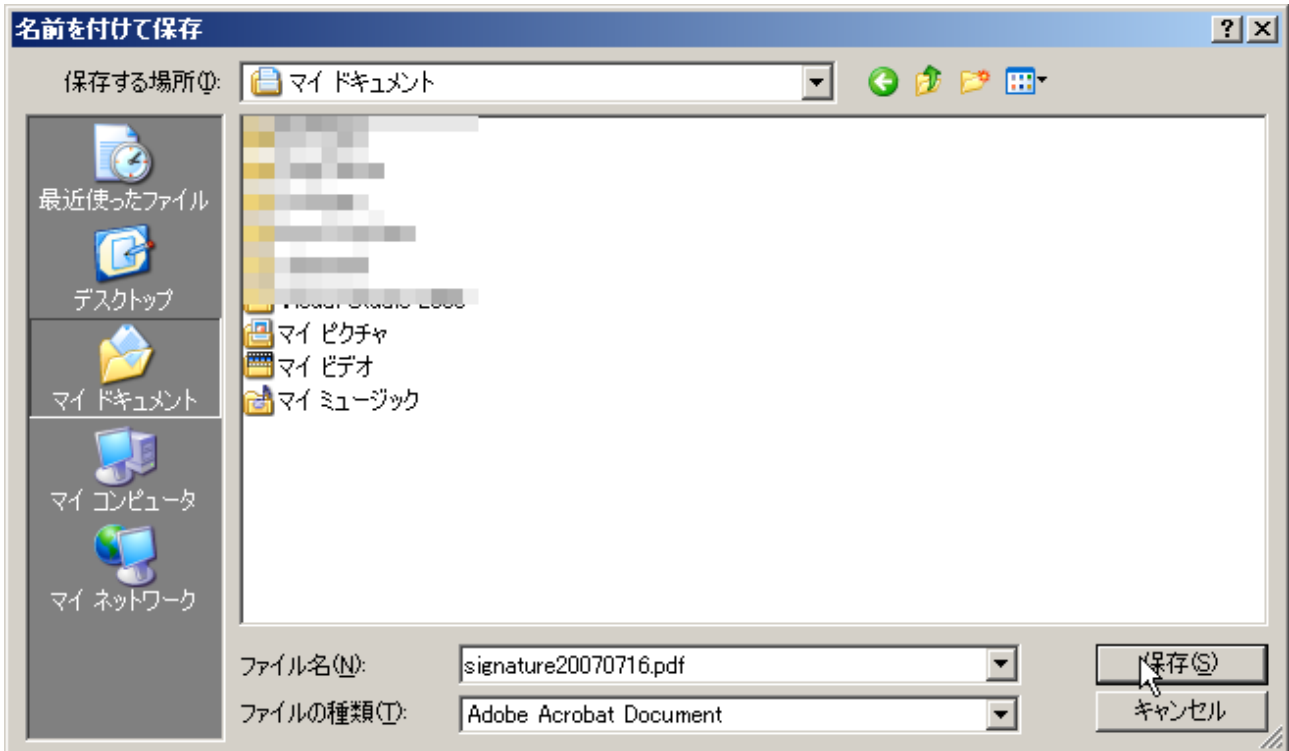 名前を付けて保存
保存する場所(I):
マイ ドキュメント
最近使ったファイル
デスクトップ
マイ ドキュメント
マイ コンピュータ
マイ ネットワーク
マイ ピクチャ
マイ ビデオ
マイ ミュージック
ファイル名(N):
signature20070716.pdf
保存(S)
ファイルの種類(T):
Adobe Acrobat Document
キャンセル